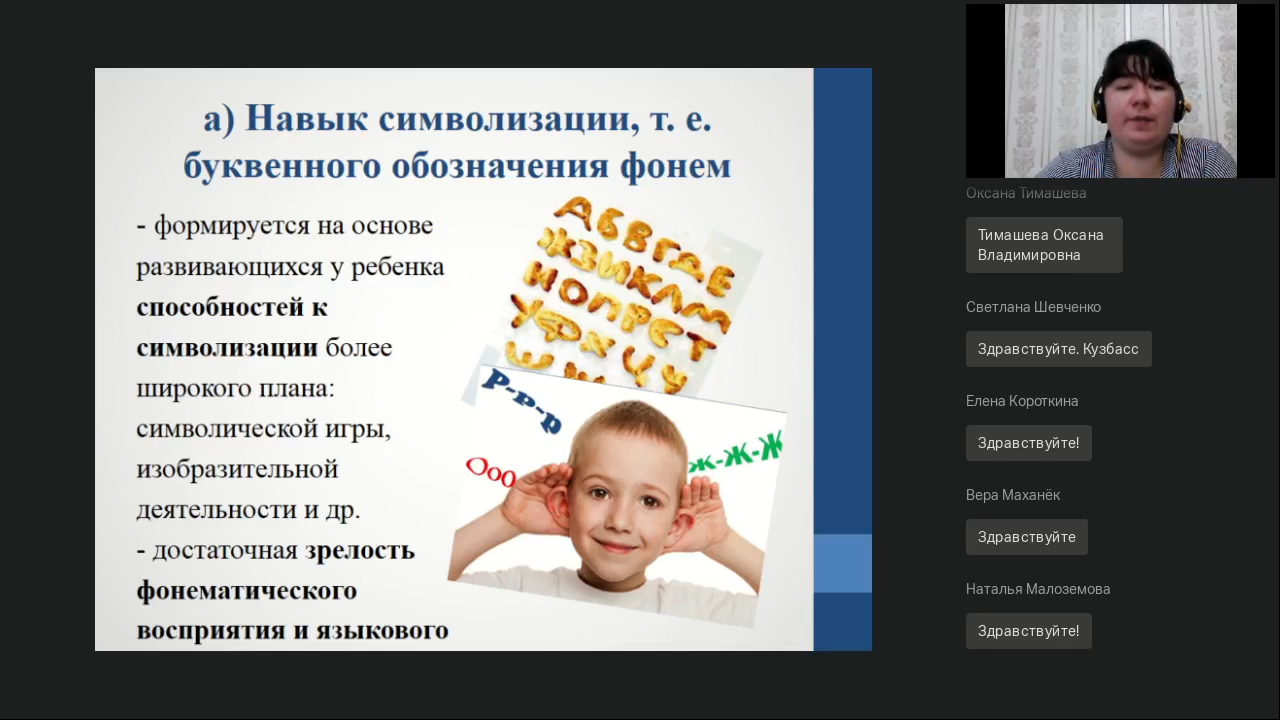 а) Навык символизации, т. е.
буквенного обозначения фонем
- формируется на основе
развивающихся у ребенка
способностей к
символизации более
широкого плана:
символической игры,
изобразительной
деятельности и др.
- достаточная зрелость
фонематического
восприятия и языкового
А Б В Г Д Е
Ж З И К Л М
Н О П Р С Т
У Ф Х Ч У
Р-р-р
Ооо
ж-Ж-Ж
Оксана Тимашева
Тимашева Оксана
Владимировна
Светлана Шевченко
Здравствуйте. Кузбасс
Елена Короткина
Здравствуйте!
Вера Маханёк
Здравствуйте
Наталья Малоземова
Здравствуйте!